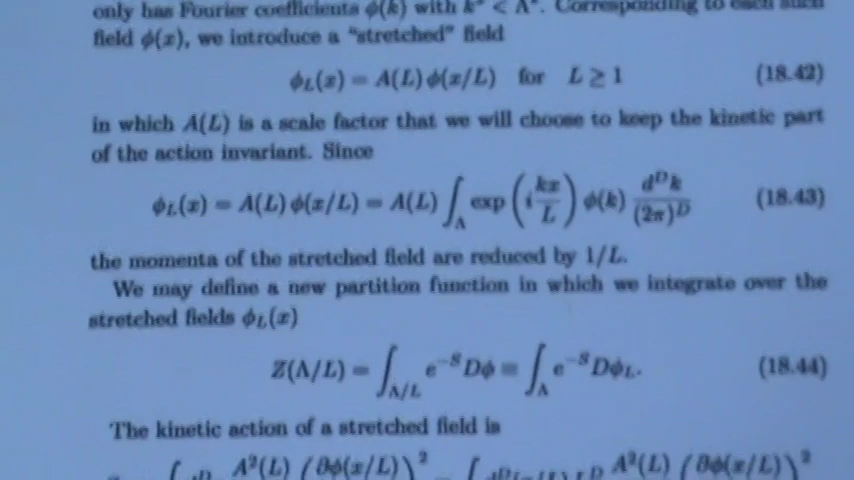 only has Fourier coefficients ϕ(k) with k² < Λ². Corresponding to each such
field ϕ(x), we introduce a "stretched" field
ϕ_L(x) = A(L) ϕ(x/L) for L ≥ 1 (18.42)
in which A(L) is a scale factor that we will choose to keep the kinetic part
of the action invariant. Since
ϕ_L(x) = A(L) ϕ(x/L) = A(L) ∫_Λ exp (i kx/L) ϕ(k) d^D k/(2π)^D (18.43)
the momenta of the stretched field are reduced by 1/L.
We may define a new partition function in which we integrate over the
stretched fields ϕ_L(x)
Z(Λ/L) = ∫_{Λ/L} e^{-S} Dϕ ≡ ∫_Λ e^{-S} Dϕ_L. (18.44)
The kinetic action of a stretched field is
A²(L) (∂ϕ(x/L))² A²(L) (∂ϕ(x/L))²